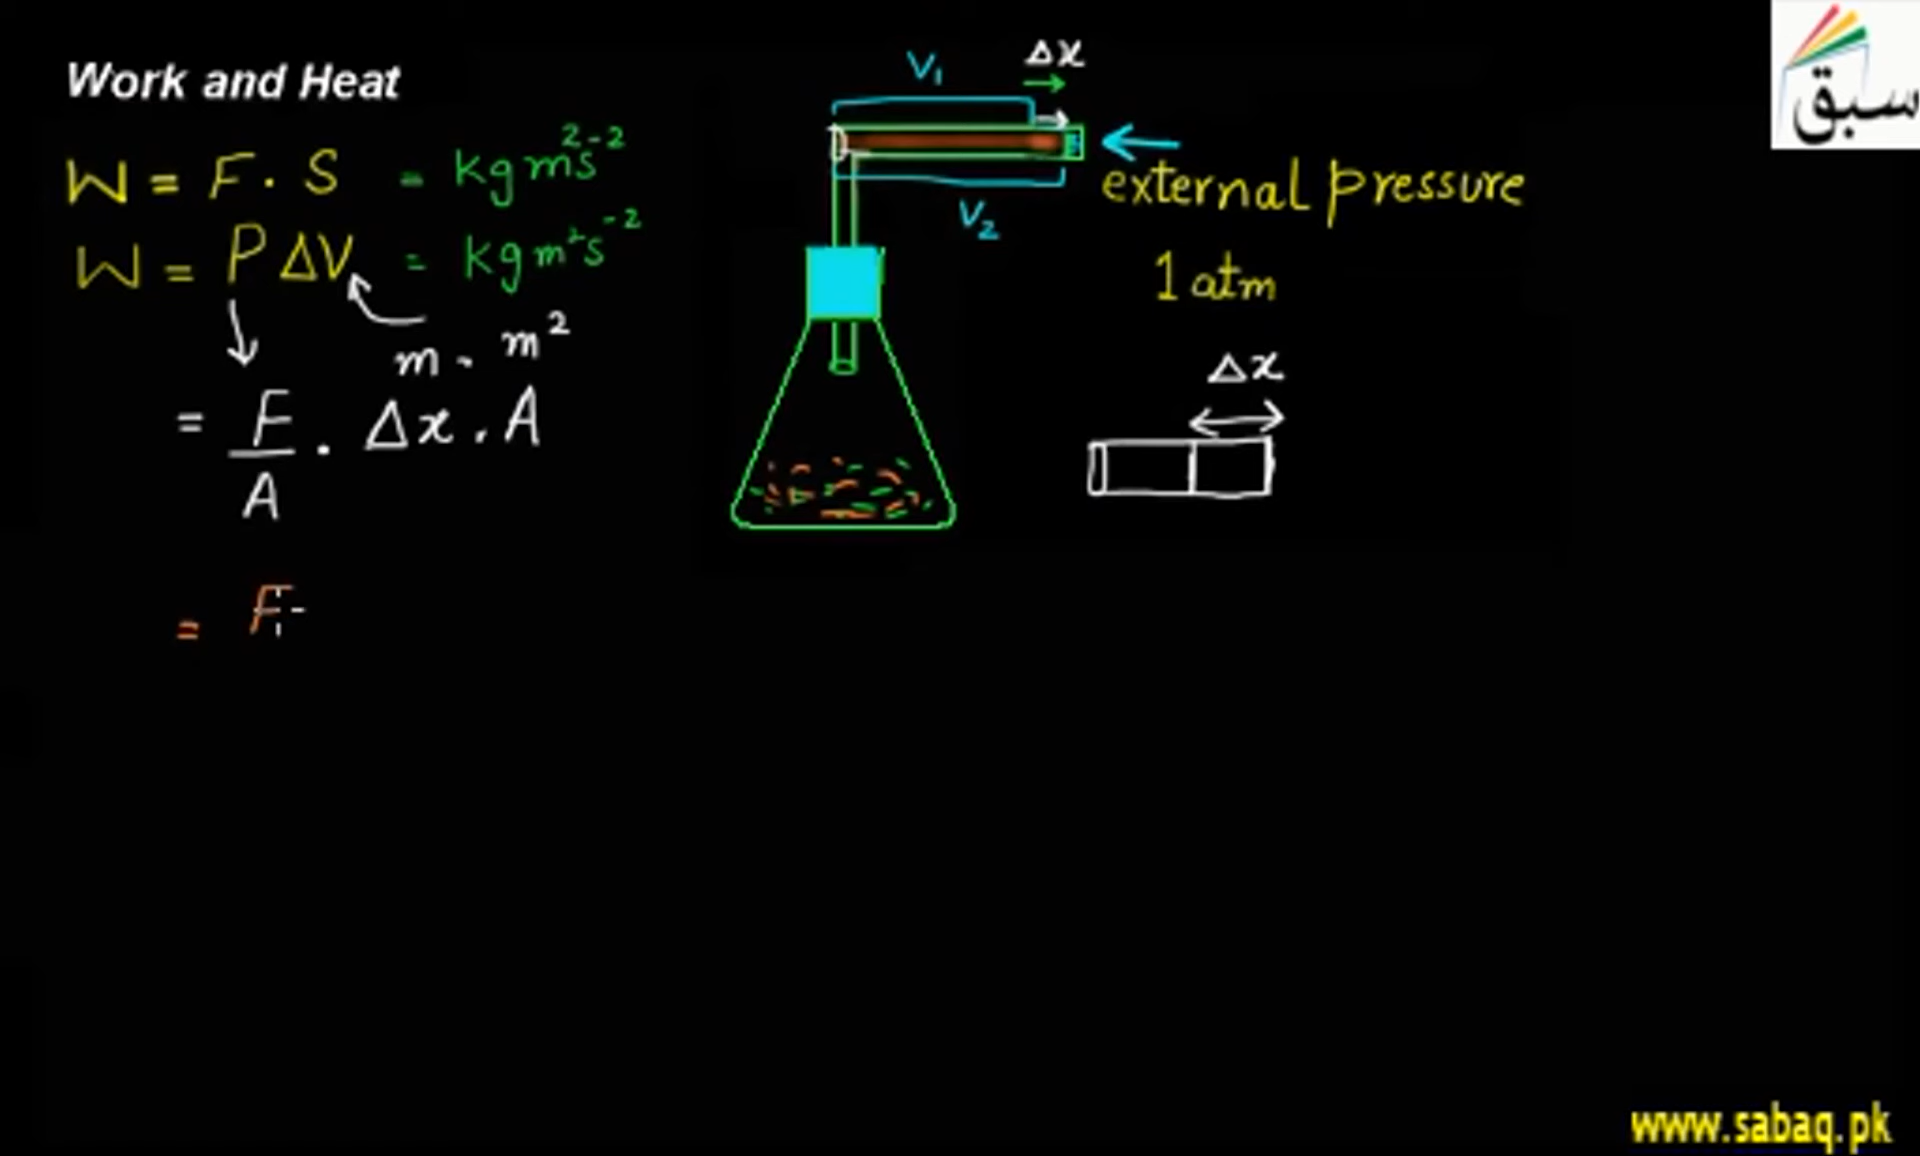 Work and Heat
W = F . S = kg m²s⁻²
W = P ΔV = kg m²s⁻²
m . m²
= F/A . Δx . A
= F
V₁
Δx
V₂
external pressure
1 atm
Δx
سبق
www.sabaq.pk